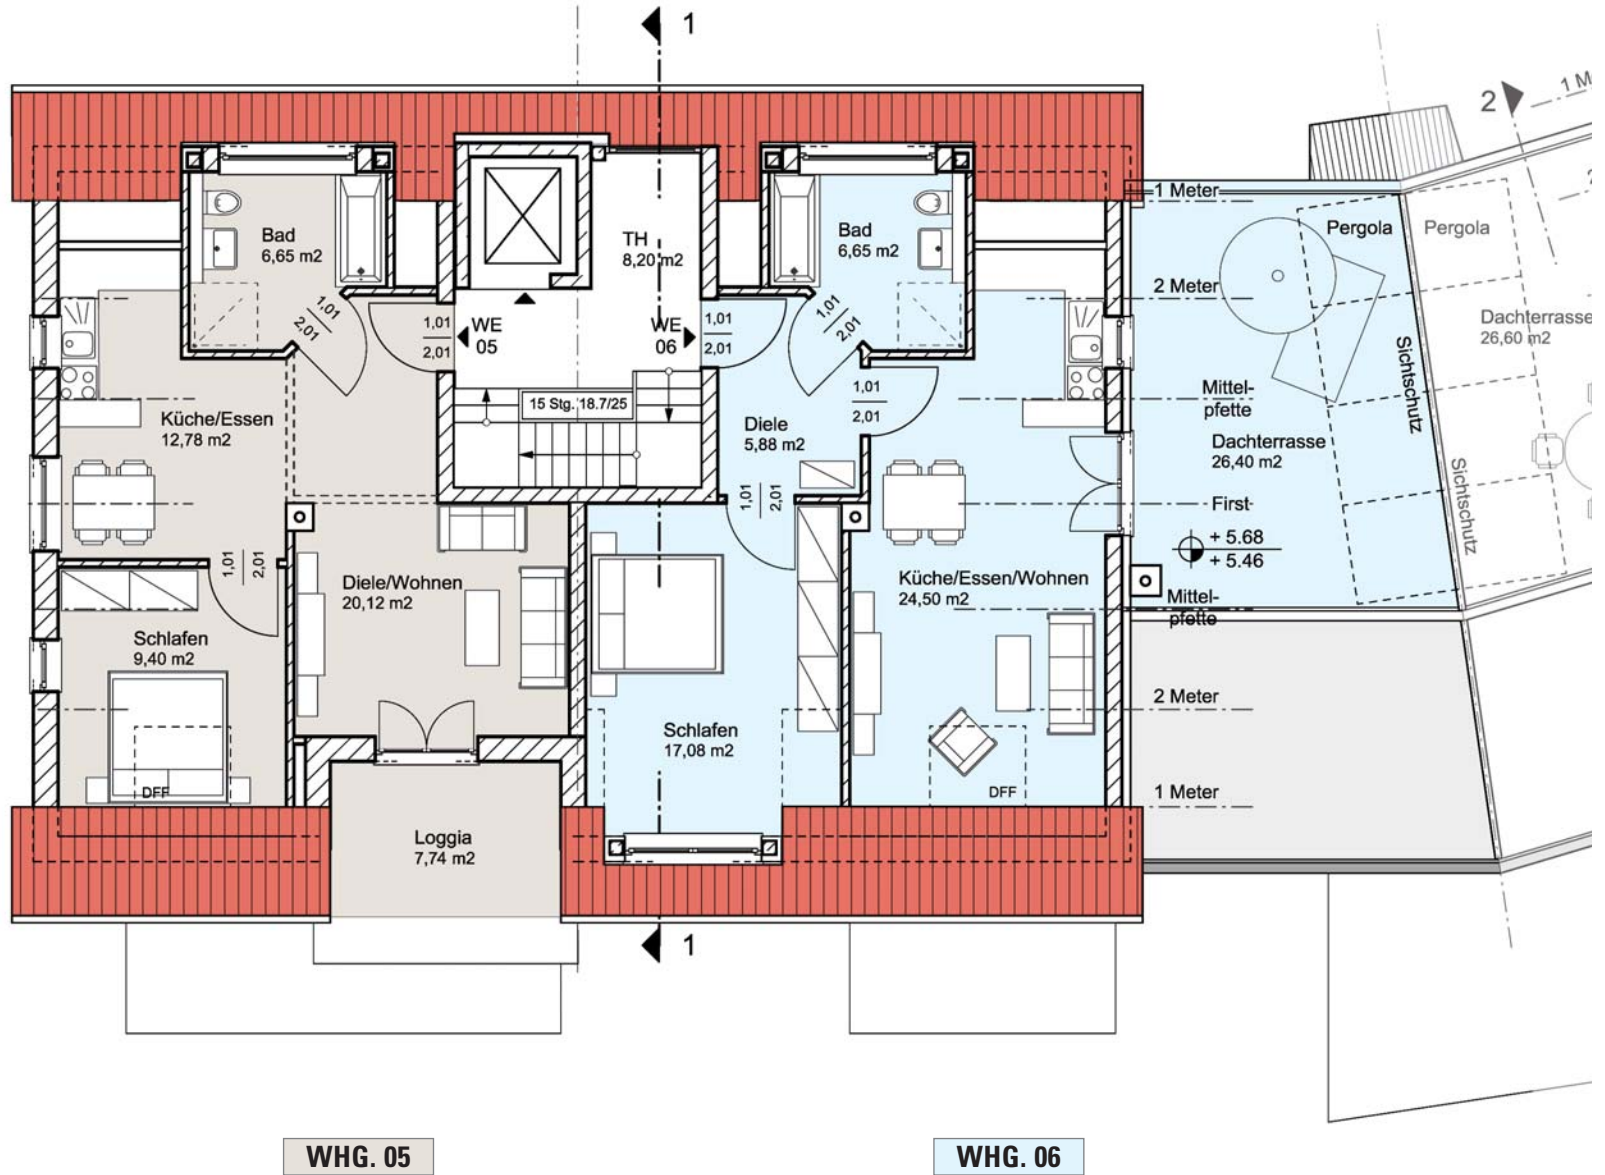 1
2
1 M
Bad
6,65 m2
TH
8,20 m2
Bad
6,65 m2
1 Meter
Pergola
Pergola
2 Meter
1,01
2,01
1,01
2,01
WE
05
WE
06
1,01
2,01
1,01
2,01
Dachterrasse
26,60 m2
Sichtschutz
15 Stg. 18.7/25
1,01
2,01
Mittel-
pfette
Küche/Essen
12,78 m2
Diele
5,88 m2
Dachterrasse
26,40 m2
Sichtschutz
1,01
2,01
First
+ 5.68
+ 5.46
1,01
2,01
Diele/Wohnen
20,12 m2
Küche/Essen/Wohnen
24,50 m2
Mittel-
pfette
Schlafen
9,40 m2
2 Meter
Schlafen
17,08 m2
DFF
DFF
1 Meter
Loggia
7,74 m2
1
WHG. 05
WHG. 06